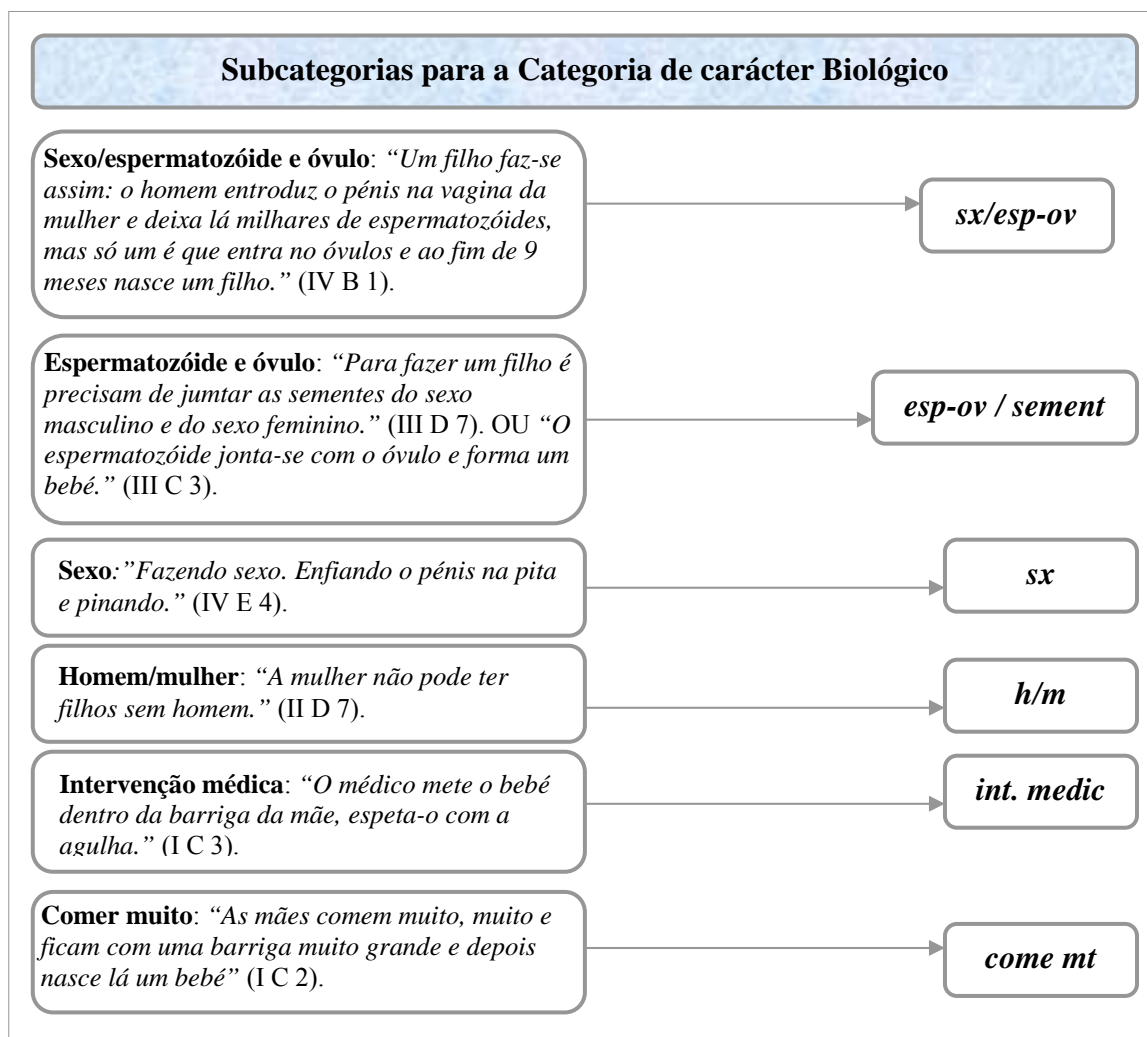 Subcategorias para a Categoria de carácter Biológico
Sexo/espermatozóide e óvulo: “Um filho faz-se
assim: o homem entroduz o pénis na vagina da
mulher e deixa lá milhares de espermatozóides,
mas só um é que entra no óvulos e ao fim de 9
meses nasce um filho.” (IV B 1).
sx/esp-ov
Espermatozóide e óvulo: “Para fazer um filho é
precisam de jumtar as sementes do sexo
masculino e do sexo feminino.” (III D 7). OU “O
espermatozóide jonta-se com o óvulo e forma um
bebé.” (III C 3).
esp-ov / sement
Sexo:”Fazendo sexo. Enfiando o pénis na pita
e pinando.” (IV E 4).
sx
Homem/mulher: “A mulher não pode ter
filhos sem homem.” (II D 7).
h/m
Intervenção médica: “O médico mete o bebé
dentro da barriga da mãe, espeta-o com a
agulha.” (I C 3).
int. medic
Comer muito: “As mães comem muito, muito e
ficam com uma barriga muito grande e depois
nasce lá um bebé” (I C 2).
come mt